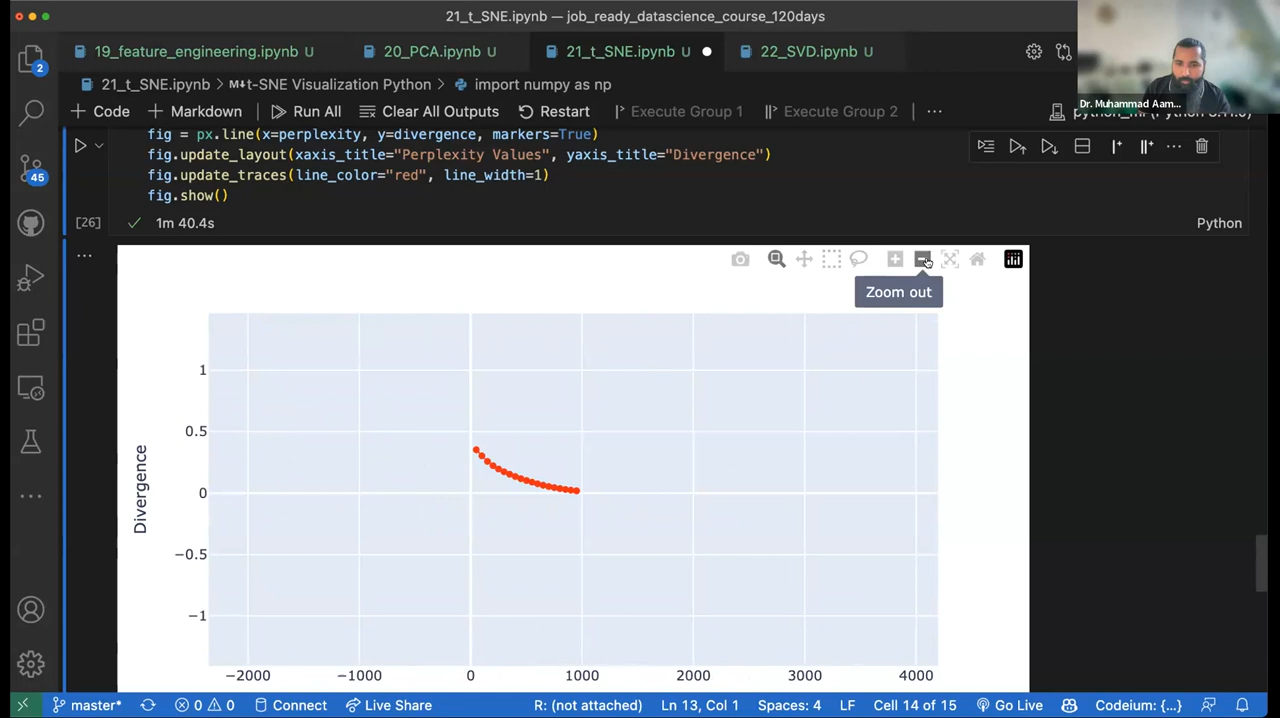 21_t_SNE.ipynb — job_ready_datascience_course_120days
19_feature_engineering.ipynb U
20_PCA.ipynb U
21_t_SNE.ipynb U
22_SVD.ipynb U
21_t_SNE.ipynb > M↓t-SNE Visualization Python > import numpy as np
+ Code + Markdown Run All Clear All Outputs Restart Execute Group 1 Execute Group 2 ...
Dr. Muhammad Aam...
fig = px.line(x=perplexity, y=divergence, markers=True)
fig.update_layout(xaxis_title="Perplexity Values", yaxis_title="Divergence")
fig.update_traces(line_color="red", line_width=1)
fig.show()
[26] 1m 40.4s Python
Zoom out
1
0.5
0
−0.5
−1
Divergence
−2000 −1000 0 1000 2000 3000 4000
2
45
master* 0 0 Connect Live Share R: (not attached) Ln 13, Col 1 Spaces: 4 LF Cell 14 of 15 Go Live Codeium: {...}